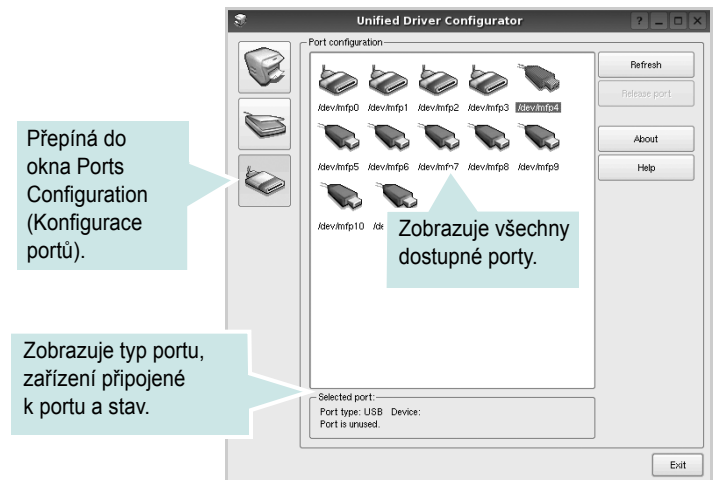 Unified Driver Configurator
Port configuration
/dev/mfp0 /dev/mfp1 /dev/mfp2 /dev/mfp3 /dev/mfp4
/dev/mfp5 /dev/mfp6 /dev/mfp7 /dev/mfp8 /dev/mfp9
/dev/mfp10
Refresh
Release port
About
Help
Přepíná do
okna Ports
Configuration
(Konfigurace
portů).
Zobrazuje všechny
dostupné porty.
Zobrazuje typ portu,
zařízení připojené
k portu a stav.
Selected port:
Port type: USB Device:
Port is unused.
Exit